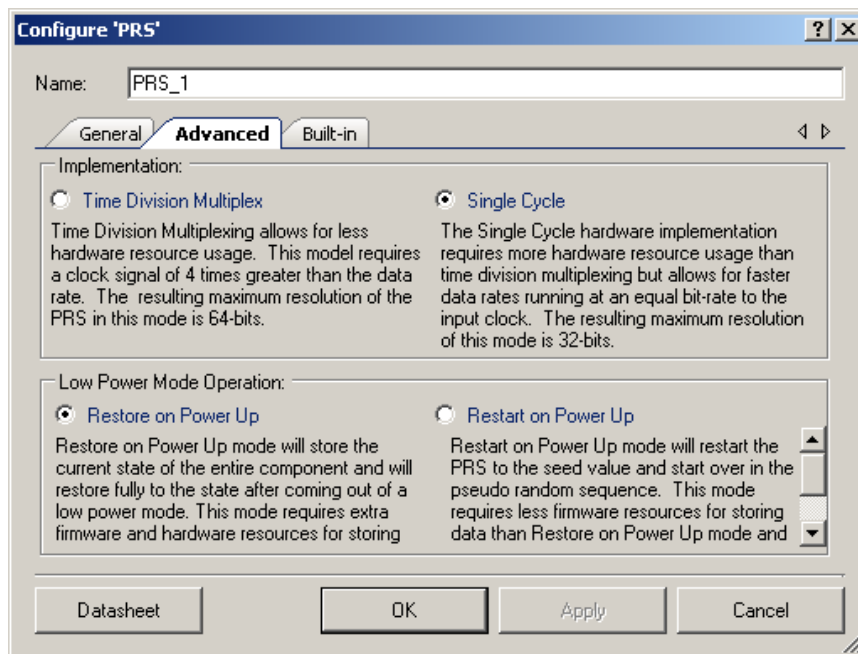 Configure 'PRS'
Name: PRS_1
General Advanced Built-in
Implementation:
Time Division Multiplex
Time Division Multiplexing allows for less
hardware resource usage. This model requires
a clock signal of 4 times greater than the data
rate. The resulting maximum resolution of the
PRS in this mode is 64-bits.
Single Cycle
The Single Cycle hardware implementation
requires more hardware resource usage than
time division multiplexing but allows for faster
data rates running at an equal bit-rate to the
input clock. The resulting maximum resolution
of this mode is 32-bits.
Low Power Mode Operation:
Restore on Power Up
Restore on Power Up mode will store the
current state of the entire component and will
restore fully to the state after coming out of a
low power mode. This mode requires extra
firmware and hardware resources for storing
Restart on Power Up
Restart on Power Up mode will restart the
PRS to the seed value and start over in the
pseudo random sequence. This mode
requires less firmware resources for storing
data than Restore on Power Up mode and
Datasheet OK Apply Cancel